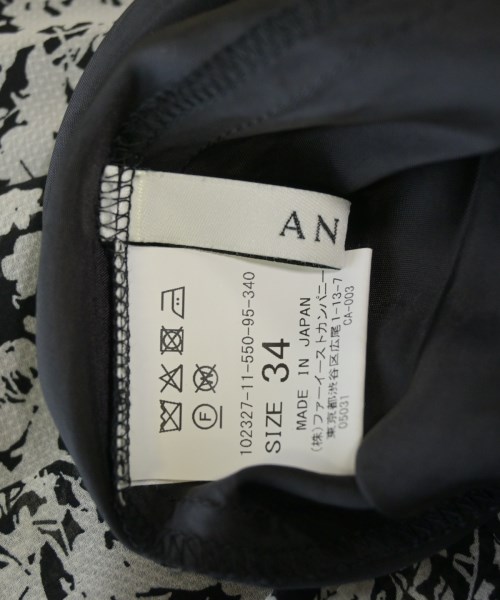 AN
F
102327-11-550-95-340
SIZE 34
MADE IN JAPAN
(株)ファーイーストカンパニー
東京都渋谷区広尾1-13-7
05031 CA-003